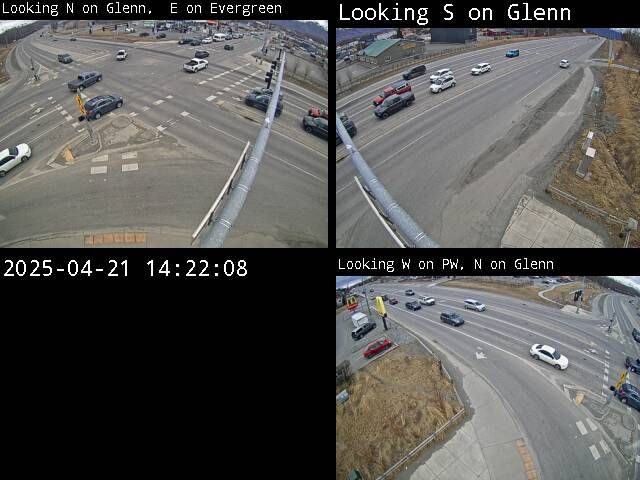 Looking N on Glenn,  E on Evergreen
Looking S on Glenn
2025-04-21 14:22:08
Looking W on PW, N on Glenn